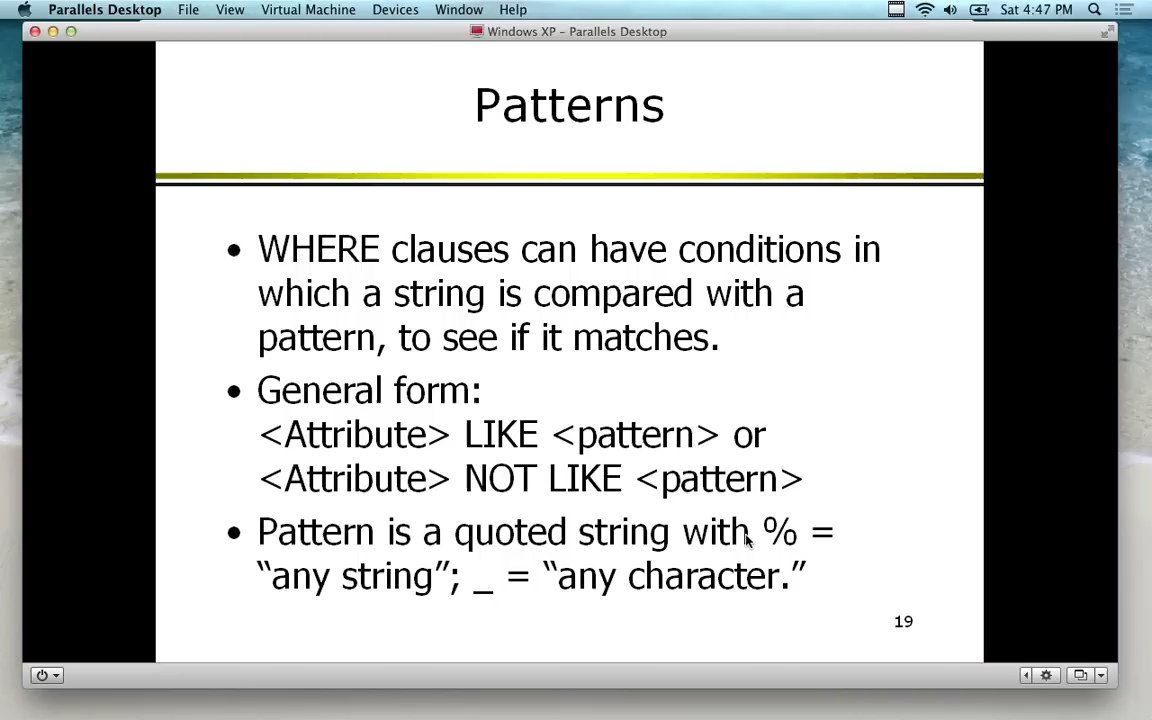 Parallels Desktop File View Virtual Machine Devices Window Help Sat 4:47 PM
Windows XP – Parallels Desktop
Patterns
• WHERE clauses can have conditions in
which a string is compared with a
pattern, to see if it matches.
• General form:
<Attribute> LIKE <pattern> or
<Attribute> NOT LIKE <pattern>
• Pattern is a quoted string with % =
“any string”; _ = “any character.”
19